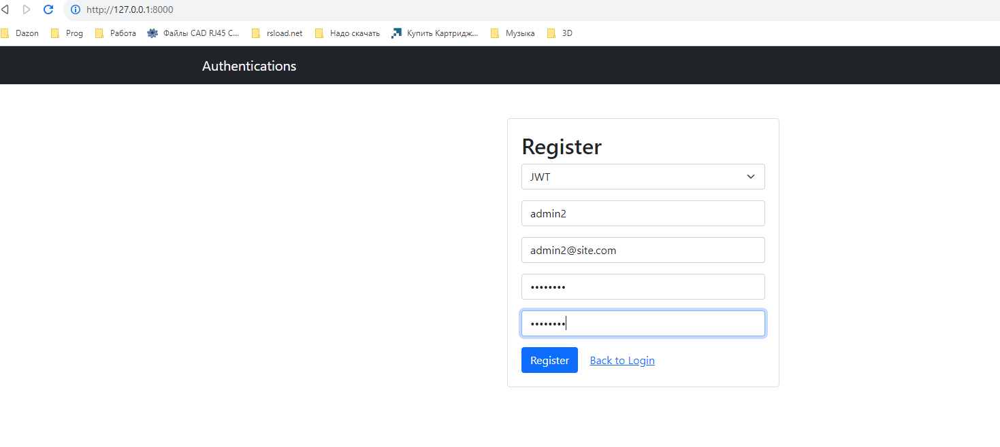 http://127.0.0.1:8000
Dazon Prog Работа Файлы CAD RJ45 C... rsload.net Надо скачать Купить Картридж... Музыка 3D
Authentications
Register
JWT
admin2
admin2@site.com
••••••••
••••••••
Register Back to Login